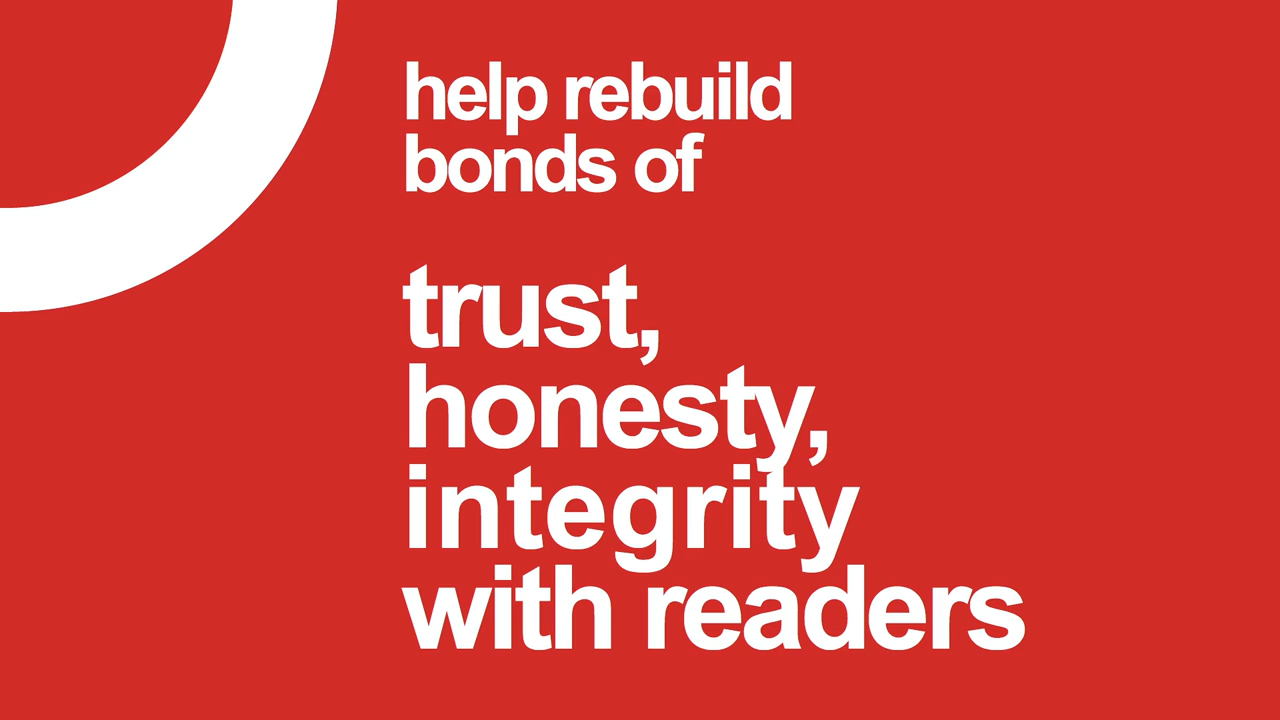 help rebuild
bonds of
trust,
honesty,
integrity
with readers